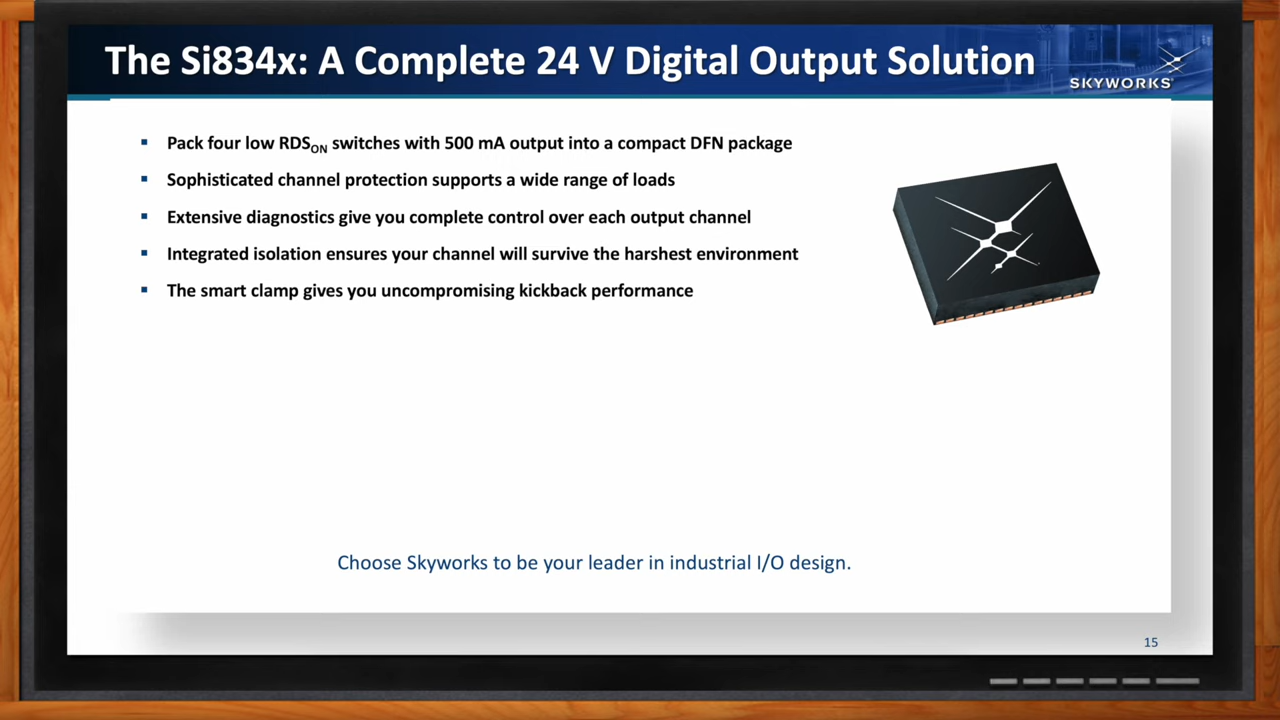 The Si834x: A Complete 24 V Digital Output Solution
SKYWORKS
▪ Pack four low RDSON switches with 500 mA output into a compact DFN package
▪ Sophisticated channel protection supports a wide range of loads
▪ Extensive diagnostics give you complete control over each output channel
▪ Integrated isolation ensures your channel will survive the harshest environment
▪ The smart clamp gives you uncompromising kickback performance
Choose Skyworks to be your leader in industrial I/O design.
15